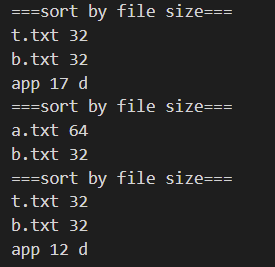 ===sort by file size===
t.txt 32
b.txt 32
app 17 d
===sort by file size===
a.txt 64
b.txt 32
===sort by file size===
t.txt 32
b.txt 32
app 12 d